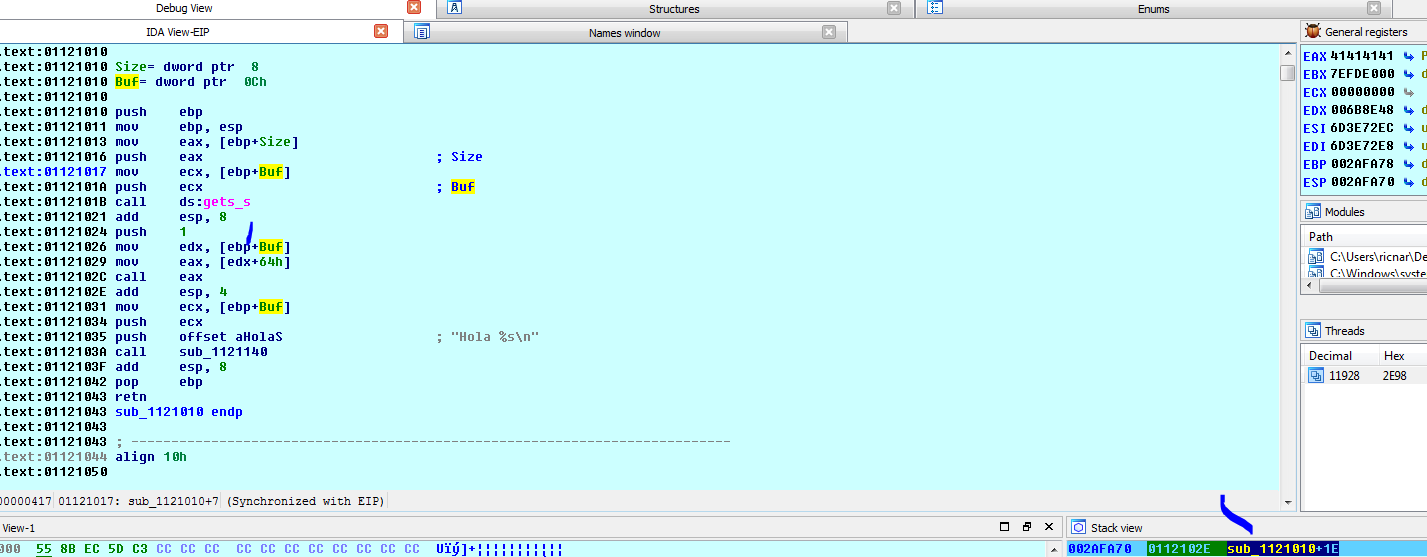 Debug View Structures Enums
IDA View-EIP Names window General registers
.text:01121010
.text:01121010 Size= dword ptr 8
.text:01121010 Buf= dword ptr 0Ch
.text:01121010
.text:01121010 push ebp
.text:01121011 mov ebp, esp
.text:01121013 mov eax, [ebp+Size]
.text:01121016 push eax ; Size
.text:01121017 mov ecx, [ebp+Buf]
.text:0112101A push ecx ; Buf
.text:0112101B call ds:gets_s
.text:01121021 add esp, 8
.text:01121024 push 1
.text:01121026 mov edx, [ebp+Buf]
.text:01121029 mov eax, [edx+64h]
.text:0112102C call eax
.text:0112102E add esp, 4
.text:01121031 mov ecx, [ebp+Buf]
.text:01121034 push ecx
.text:01121035 push offset aHolaS ; "Hola %s\n"
.text:0112103A call sub_1121140
.text:0112103F add esp, 8
.text:01121042 pop ebp
.text:01121043 retn
.text:01121043 sub_1121010 endp
.text:01121043
.text:01121043 ; ---------------------------------------------------------------------------
.text:01121044 align 10h
.text:01121050
00000417 01121017: sub_1121010+7 (Synchronized with EIP)
EAX 41414141
EBX 7EFDE000 d
ECX 00000000
EDX 006B8E48 d
ESI 6D3E72EC u
EDI 6D3E72E8 u
EBP 002AFA78 d
ESP 002AFA70 d
Modules
Path
C:\Users\ricnar\De
C:\Windows\syste
Threads
Decimal Hex
11928 2E98
View-1
000 55 8B EC 5D C3 CC CC CC CC CC CC CC CC CC CC CC
Stack view
002AFA70 0112102E sub_1121010+1E